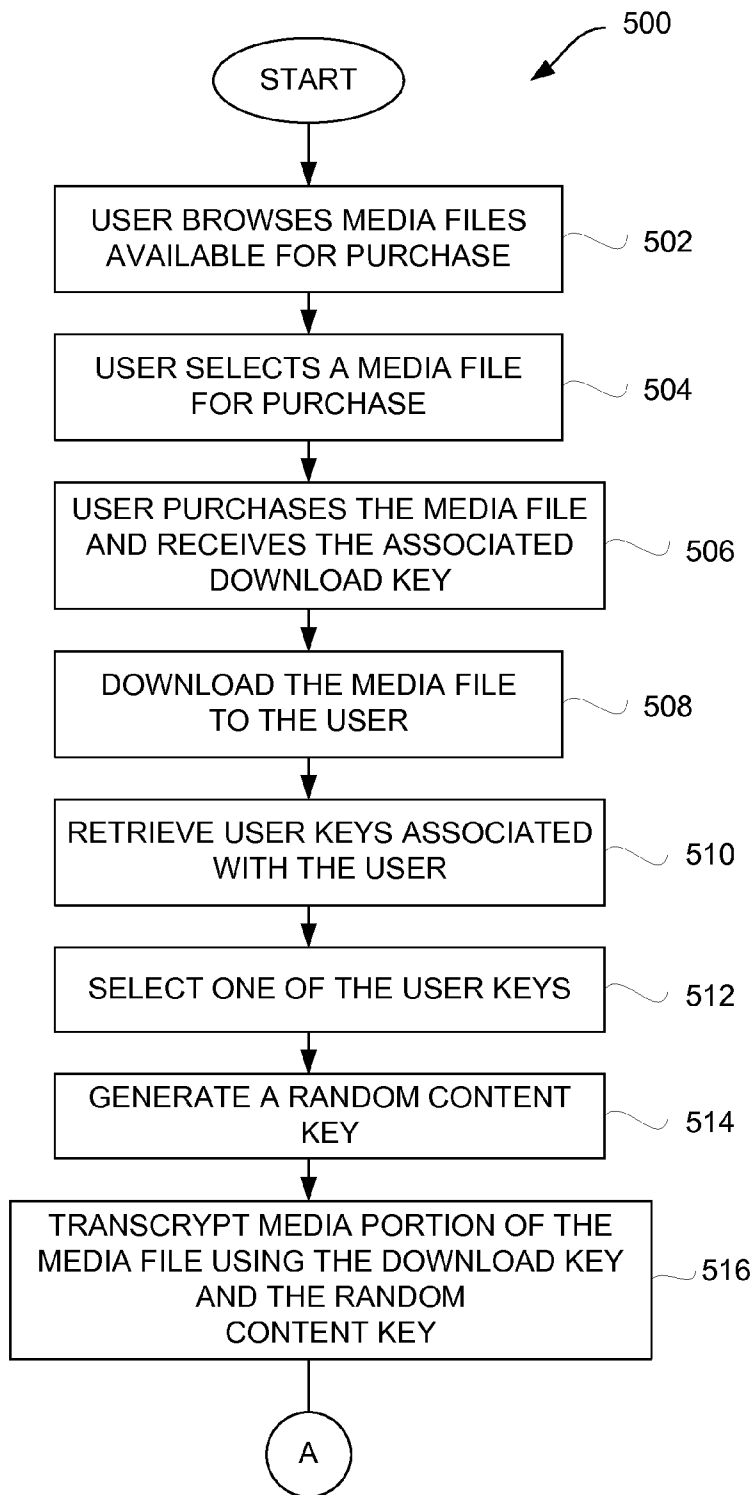 500
START
USER BROWSES MEDIA FILES
AVAILABLE FOR PURCHASE
502
USER SELECTS A MEDIA FILE
FOR PURCHASE
504
USER PURCHASES THE MEDIA FILE
AND RECEIVES THE ASSOCIATED
DOWNLOAD KEY
506
DOWNLOAD THE MEDIA FILE
TO THE USER
508
RETRIEVE USER KEYS ASSOCIATED
WITH THE USER
510
SELECT ONE OF THE USER KEYS
512
GENERATE A RANDOM CONTENT
KEY
514
TRANSCRYPT MEDIA PORTION OF THE
MEDIA FILE USING THE DOWNLOAD KEY
AND THE RANDOM
CONTENT KEY
516
A